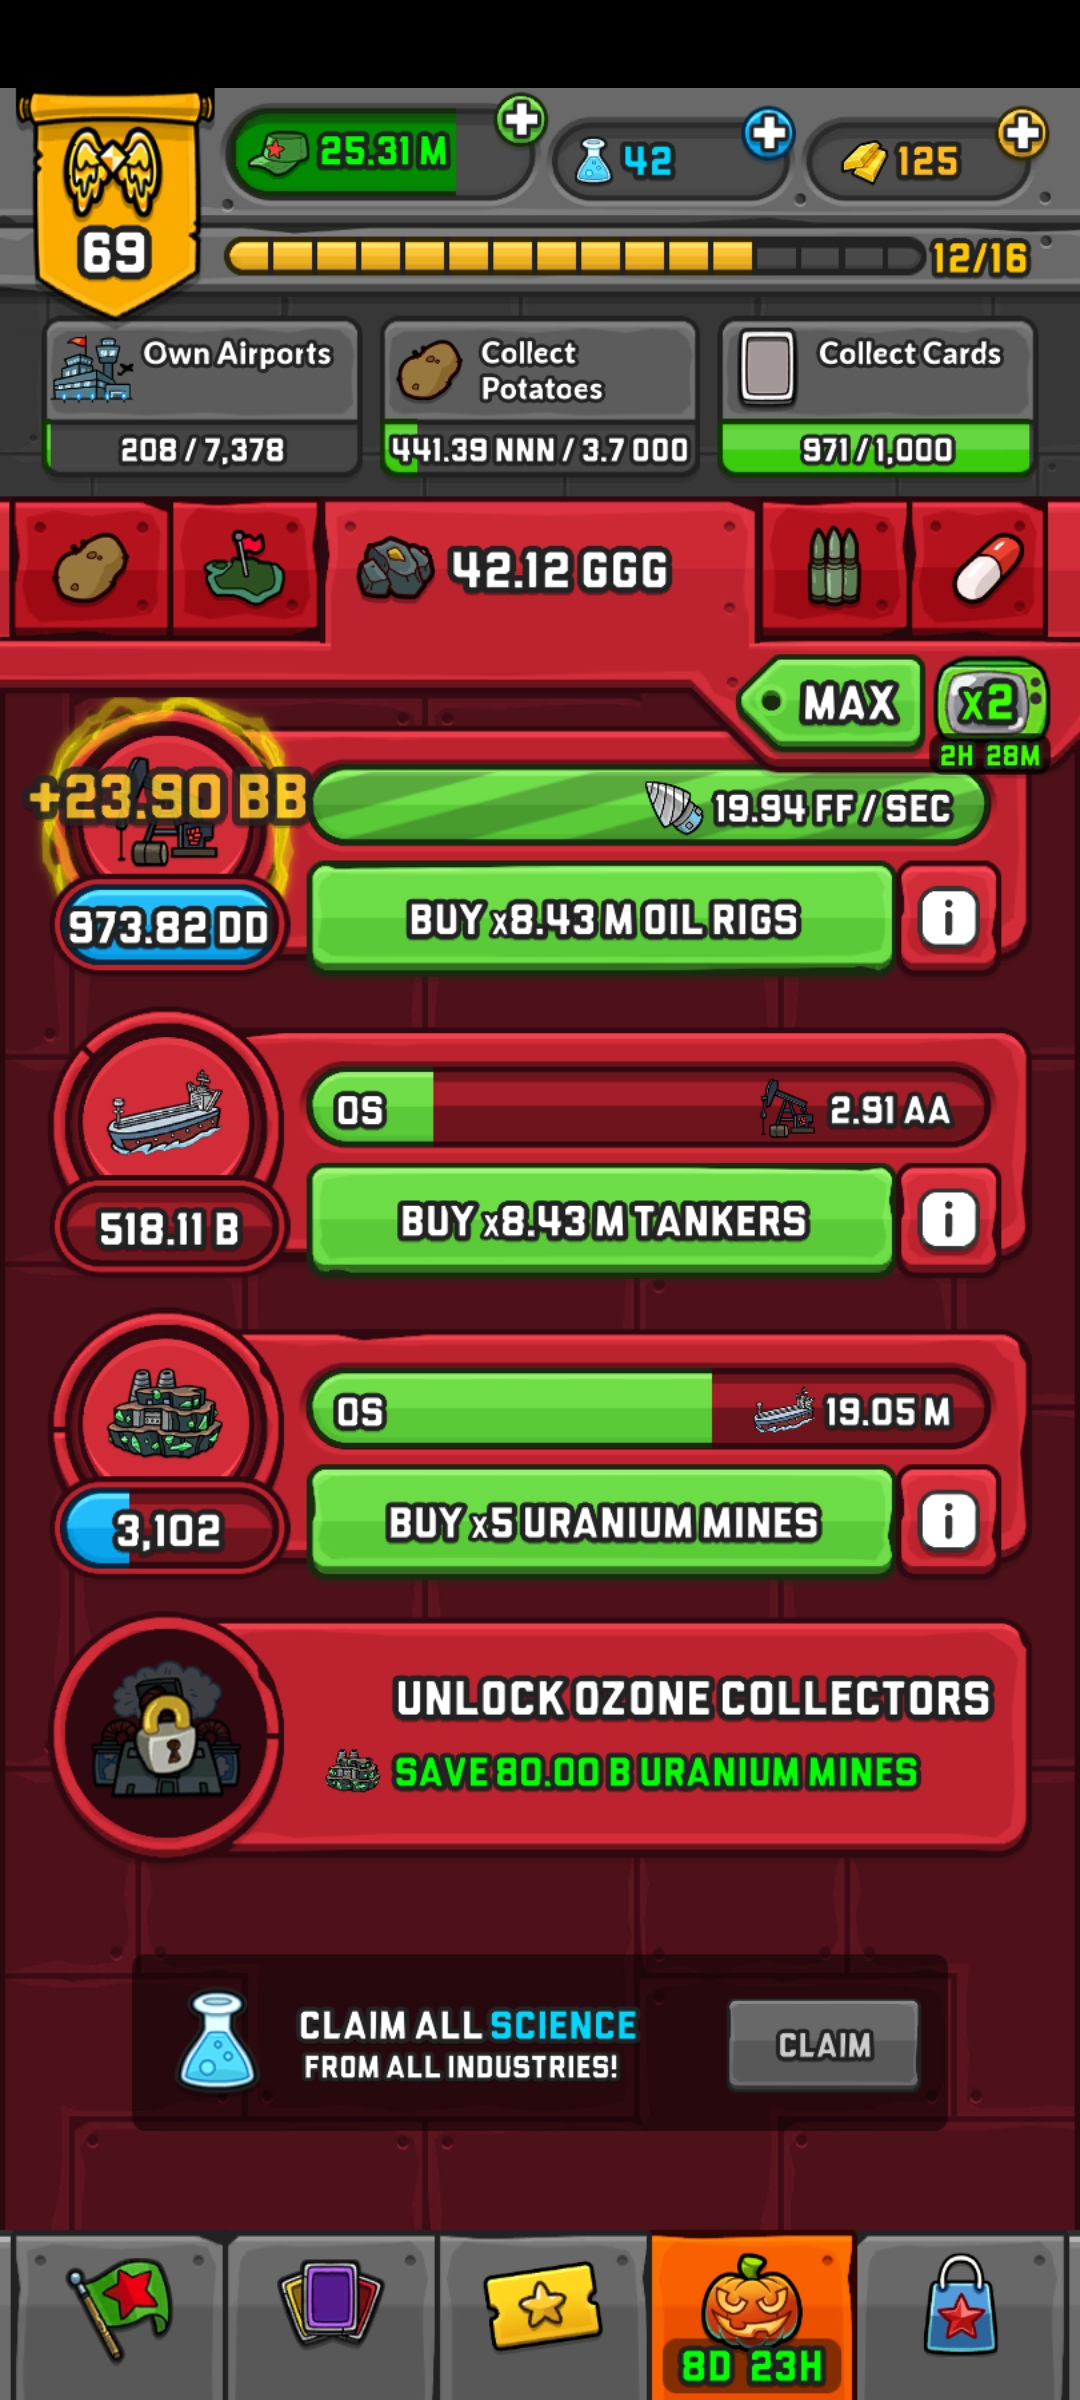 69
25.31 M
42
125
12/16
Own Airports
208 / 7,378
Collect
Potatoes
441.39 NNN / 3.7 OOO
Collect Cards
971 / 1,000
42.12 GGG
MAX
x2
2H 28M
+23.90 BB
19.94 FF / SEC
973.82 DD
BUY x8.43 M OIL RIGS
i
0S
2.91 AA
518.11 B
BUY x8.43 M TANKERS
i
0S
19.05 M
3,102
BUY x5 URANIUM MINES
i
UNLOCK OZONE COLLECTORS
SAVE 80.00 B URANIUM MINES
CLAIM ALL SCIENCE
FROM ALL INDUSTRIES!
CLAIM
8D 23H